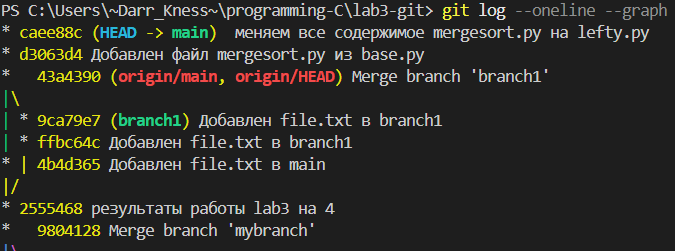 PS C:\Users\~Darr_Kness~\programming-C\lab3-git> git log --oneline --graph
* caee88c (HEAD -> main)  меняем все содержимое mergesort.py на lefty.py
* d3063d4 Добавлен файл mergesort.py из base.py
*   43a4390 (origin/main, origin/HEAD) Merge branch 'branch1'
|\
| * 9ca79e7 (branch1) Добавлен file.txt в branch1
| * ffbc64c Добавлен file.txt в branch1
* | 4b4d365 Добавлен file.txt в main
|/
* 2555468 результаты работы lab3 на 4
*   9804128 Merge branch 'mybranch'
|\